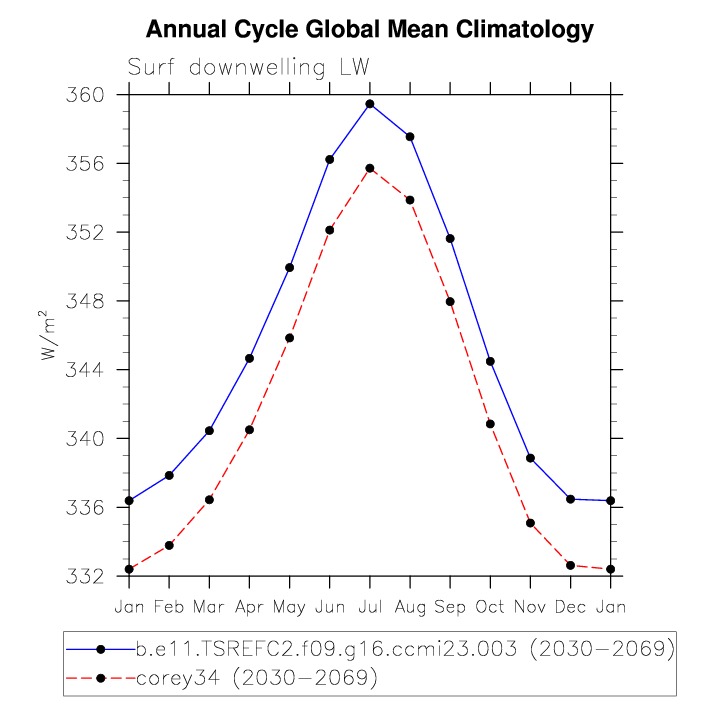 Annual Cycle Global Mean Climatology
Surf downwelling LW
360
356
352
348
344
340
336
332
W/m²
Jan Feb Mar Apr May Jun Jul Aug Sep Oct Nov Dec Jan
b.e11.TSREFC2.f09.g16.ccmi23.003 (2030−2069)
corey34 (2030−2069)